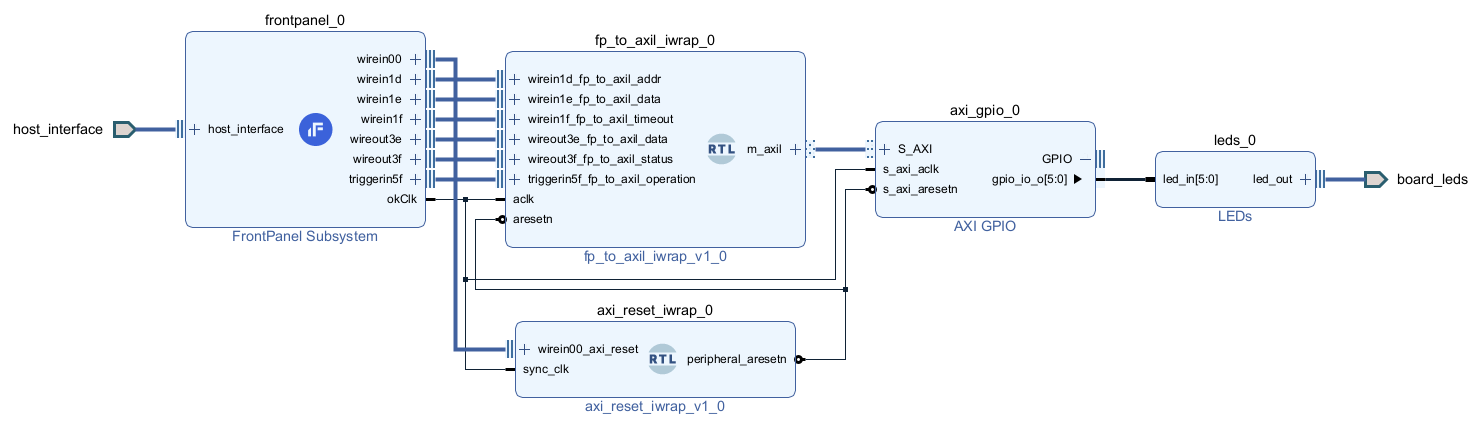 frontpanel_0
wirein00
wirein1d
wirein1e
wirein1f
wireout3e
wireout3f
triggerin5f
okClk
host_interface
host_interface
FrontPanel Subsystem
fp_to_axil_iwrap_0
wirein1d_fp_to_axil_addr
wirein1e_fp_to_axil_data
wirein1f_fp_to_axil_timeout
wireout3e_fp_to_axil_data
wireout3f_fp_to_axil_status
triggerin5f_fp_to_axil_operation
aclk
aresetn
RTL
m_axil
fp_to_axil_iwrap_v1_0
axi_gpio_0
S_AXI
s_axi_aclk
s_axi_aresetn
GPIO
gpio_io_o[5:0]
AXI GPIO
leds_0
led_in[5:0]
led_out
LEDs
board_leds
axi_reset_iwrap_0
wirein00_axi_reset
sync_clk
RTL
peripheral_aresetn
axi_reset_iwrap_v1_0